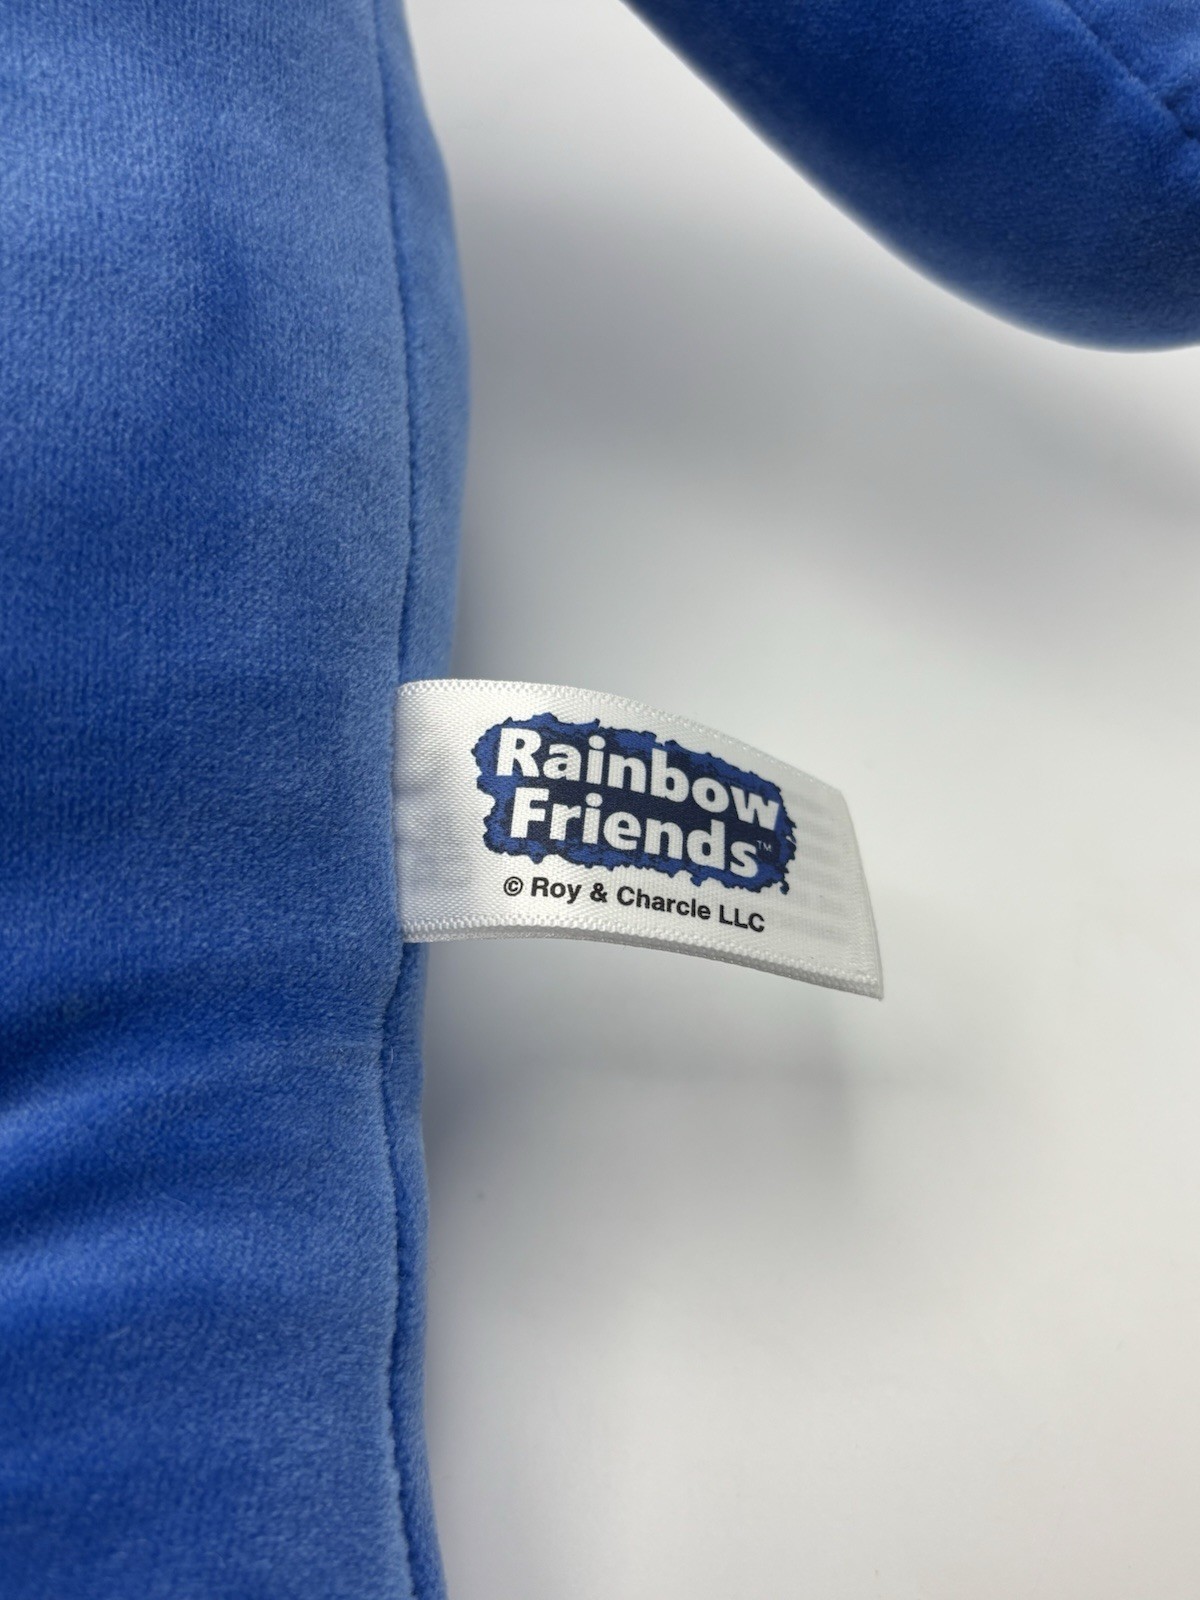 Rainbow
Friends™
© Roy & Charcle LLC